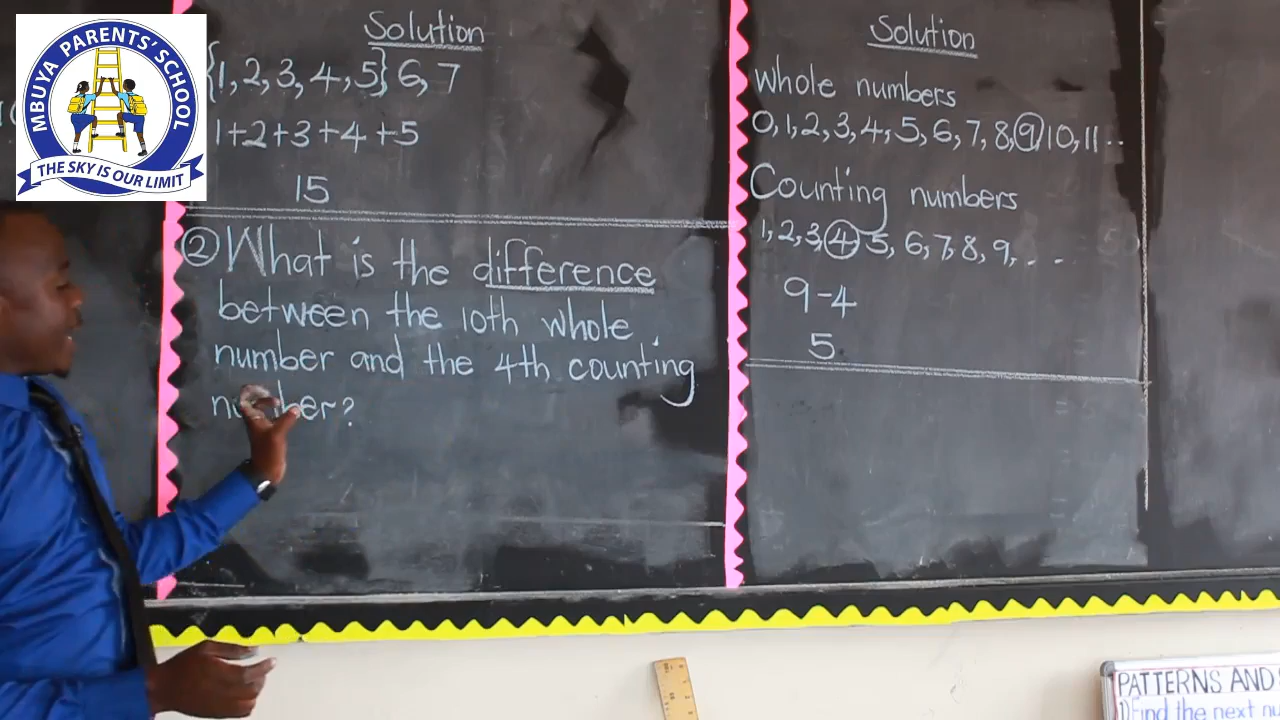 MBUYA PARENTS' SCHOOL
THE SKY IS OUR LIMIT
Solution
{1, 2, 3, 4, 5} 6, 7
1+2+3+4+5
15
② What is the difference
between the 10th whole
number and the 4th counting
number?
Solution
whole numbers
0, 1, 2, 3, 4, 5, 6, 7, 8, 9, 10, 11 ..
Counting numbers
1, 2, 3, 4, 5, 6, 7, 8, 9, . . .
9-4
5
PATTERNS AND
1) Find the next